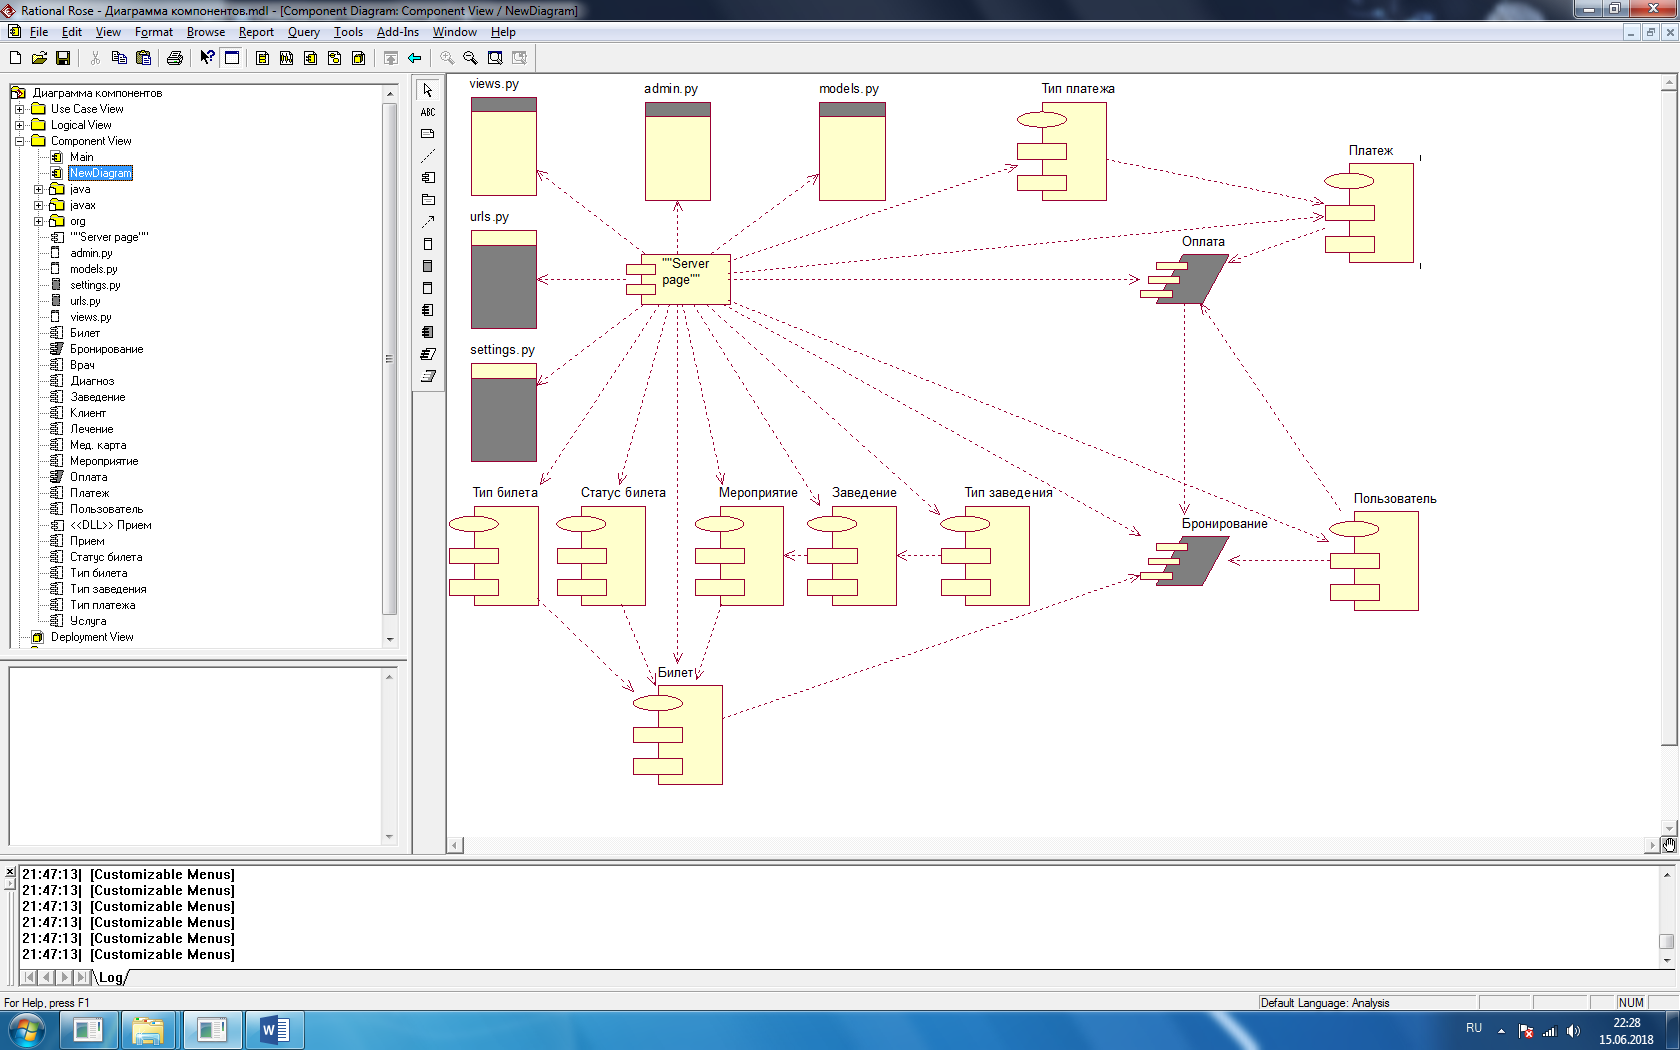 Rational Rose - Диаграмма компонентов.mdl - [Component Diagram: Component View / NewDiagram]
File Edit View Format Browse Report Query Tools Add-Ins Window Help
Диаграмма компонентов
Use Case View
Logical View
Component View
Main
NewDiagram
java
javax
org
""Server page""
admin.py
models.py
settings.py
urls.py
views.py
Билет
Бронирование
Врач
Диагноз
Заведение
Клиент
Лечение
Мед. карта
Мероприятие
Оплата
Платеж
Пользователь
<<DLL>> Прием
Прием
Статус билета
Тип билета
Тип заведения
Тип платежа
Услуга
Deployment View
ABC
views.py
admin.py
models.py
Тип платежа
Платеж
urls.py
Оплата
""Server
page""
settings.py
Тип билета
Статус билета
Мероприятие
Заведение
Тип заведения
Пользователь
Бронирование
Билет
21:47:13| [Customizable Menus]
21:47:13| [Customizable Menus]
21:47:13| [Customizable Menus]
21:47:13| [Customizable Menus]
21:47:13| [Customizable Menus]
21:47:13| [Customizable Menus]
Log
For Help, press F1
Default Language: Analysis
NUM
RU
22:28
15.06.2018